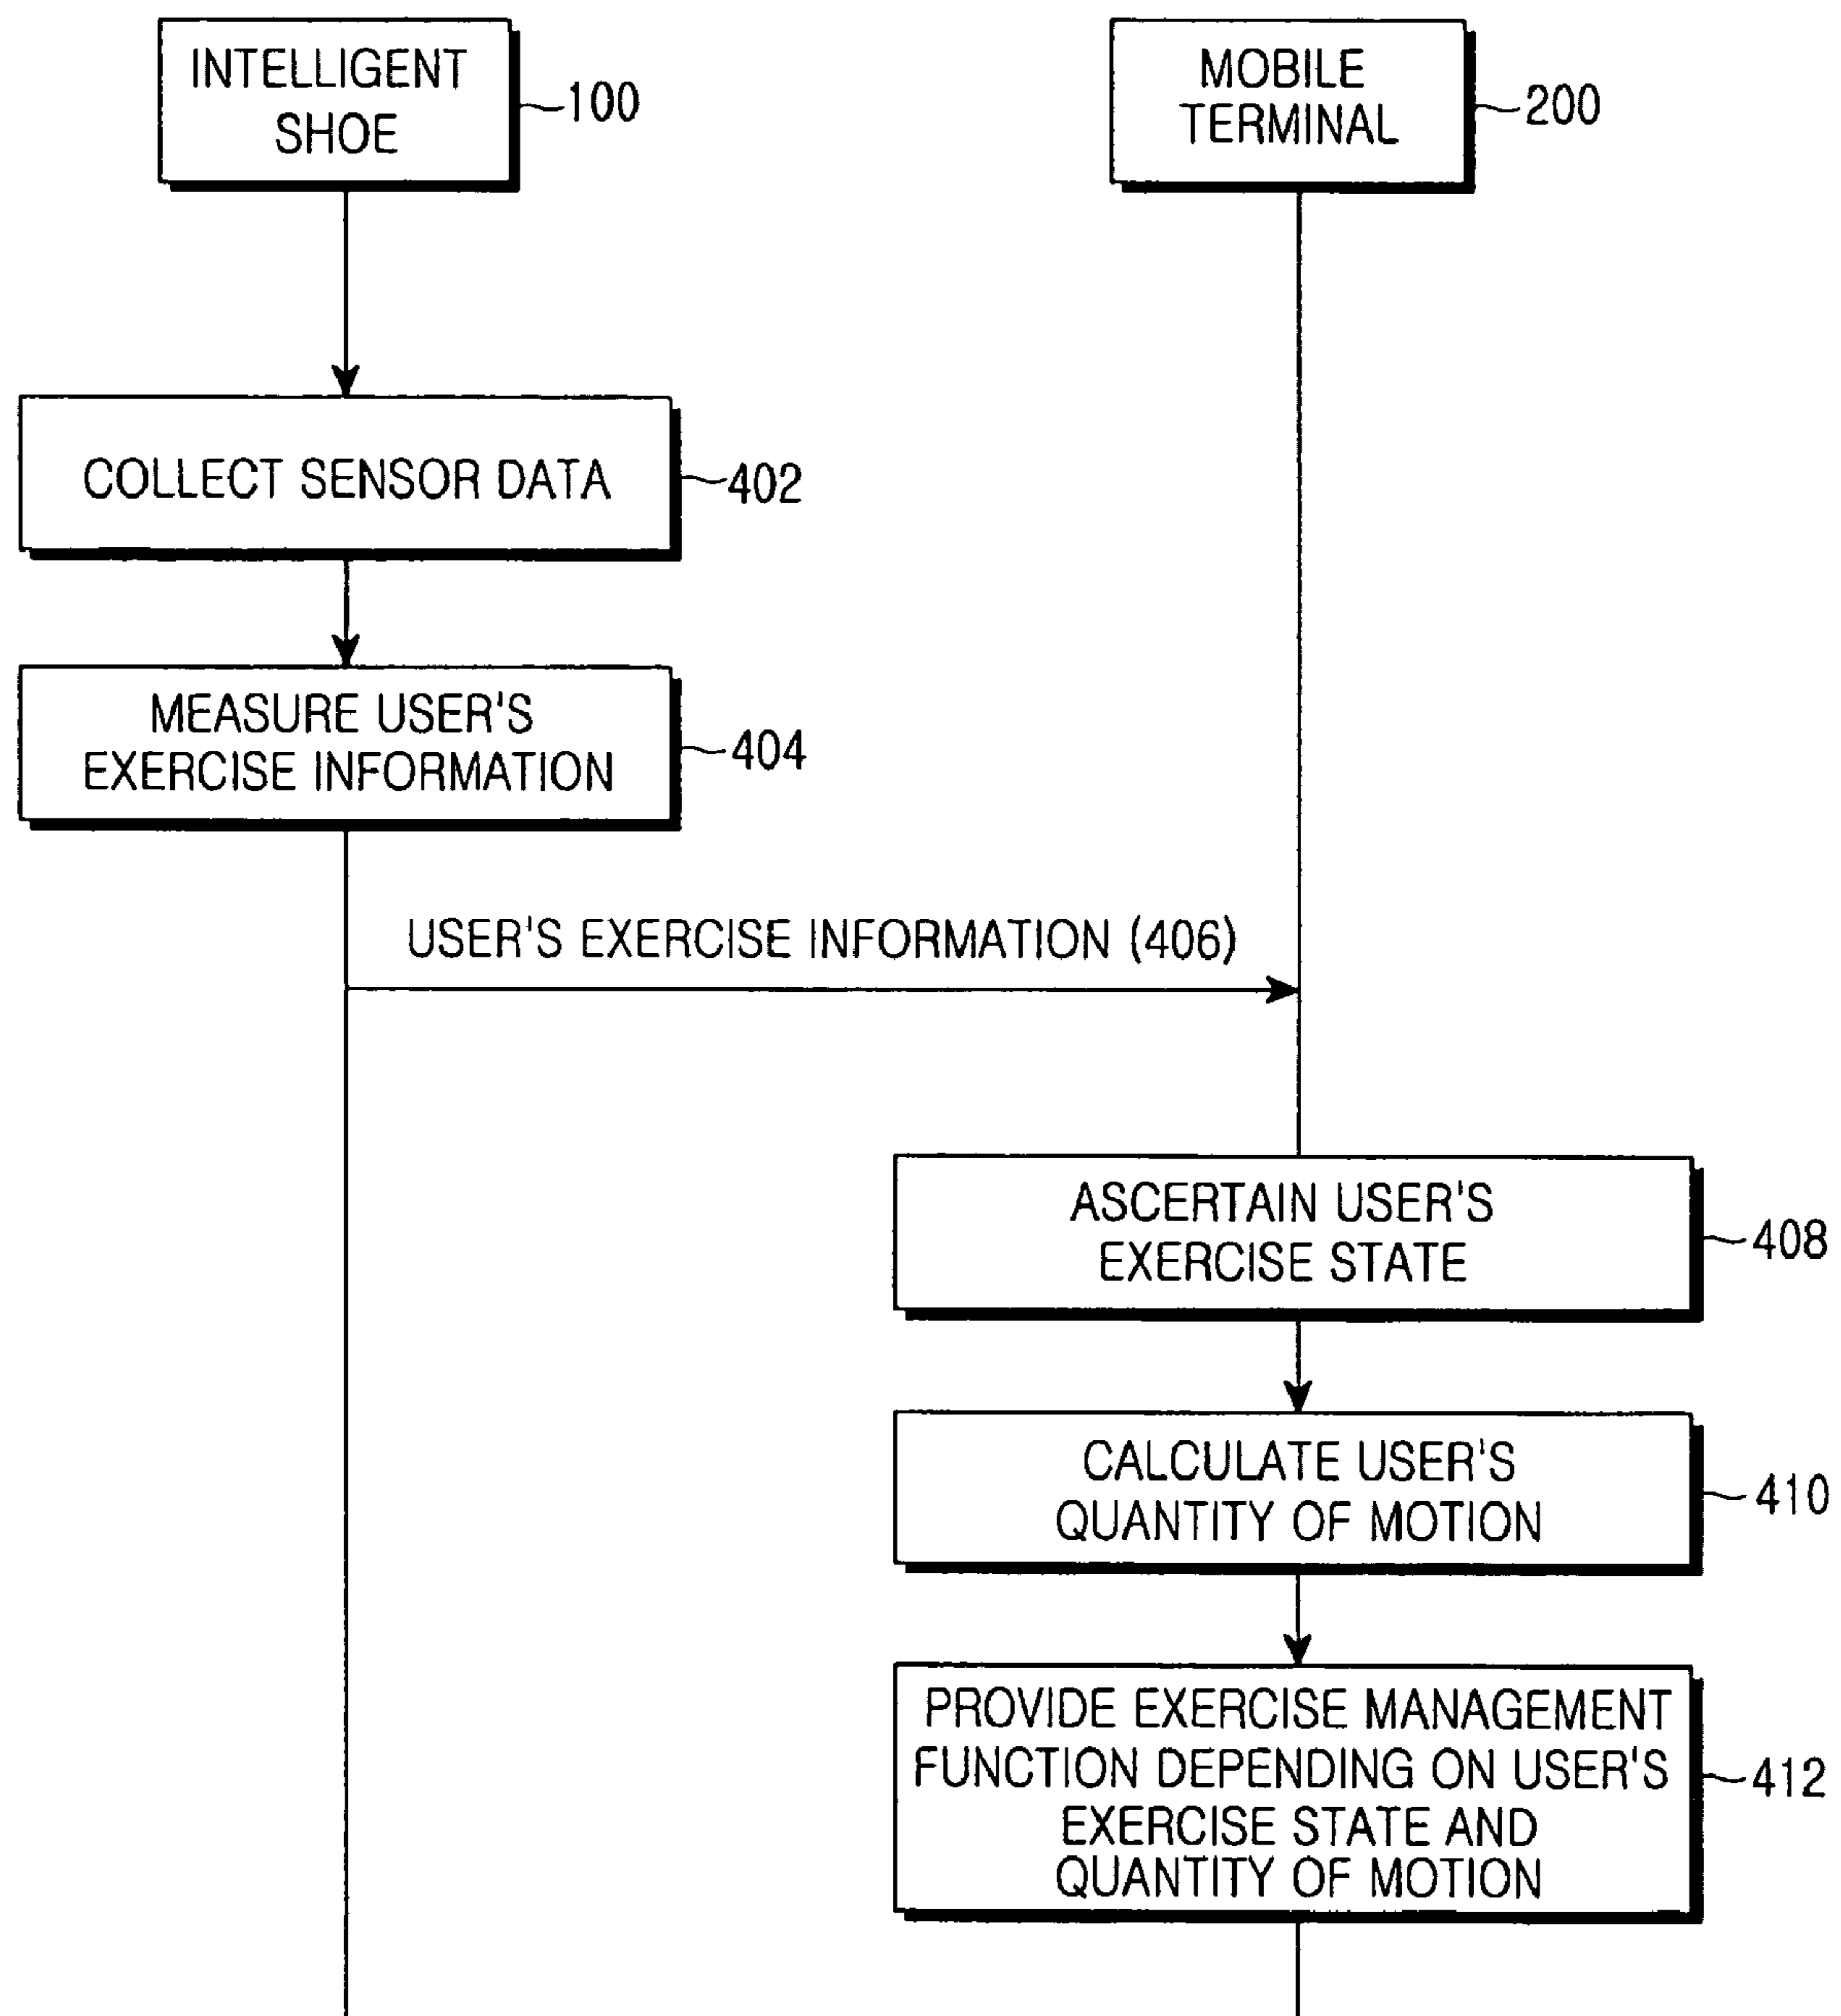 INTELLIGENT
SHOE
100
MOBILE
TERMINAL
200
COLLECT SENSOR DATA
402
MEASURE USER'S
EXERCISE INFORMATION
404
USER'S EXERCISE INFORMATION (406)
ASCERTAIN USER'S
EXERCISE STATE
408
CALCULATE USER'S
QUANTITY OF MOTION
410
PROVIDE EXERCISE MANAGEMENT
FUNCTION DEPENDING ON USER'S
EXERCISE STATE AND
QUANTITY OF MOTION
412